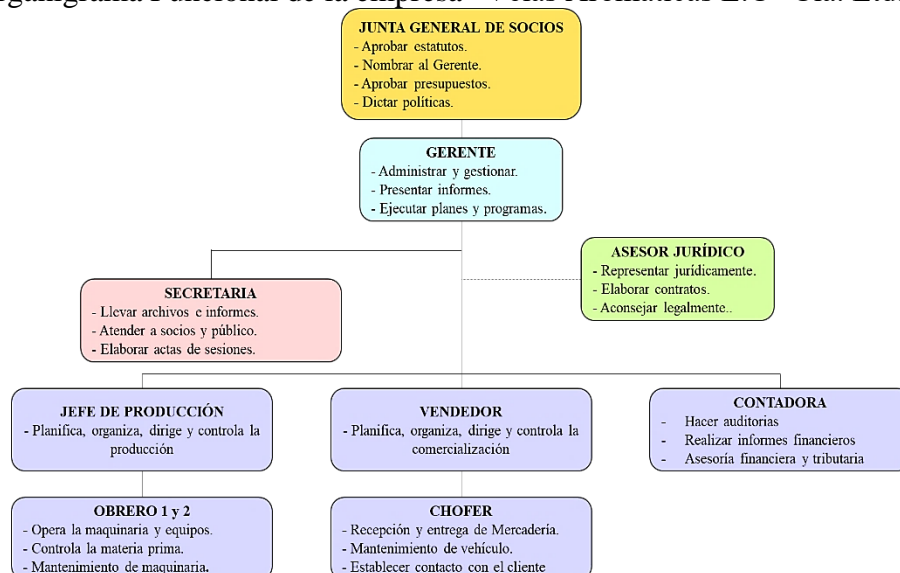 Funcional de la empresa
JUNTA GENERAL DE SOCIOS
- Aprobar estatutos.
- Nombrar al Gerente.
- Aprobar presupuestos.
- Dictar políticas.
GERENTE
- Administrar y gestionar.
- Presentar informes.
- Ejecutar planes y programas.
ASESOR JURÍDICO
- Representar jurídicamente.
- Elaborar contratos.
- Aconsejar legalmente..
SECRETARIA
- Llevar archivos e informes.
- Atender a socios y público.
- Elaborar actas de sesiones.
JEFE DE PRODUCCIÓN
- Planifica, organiza, dirige y controla la
producción
VENDEDOR
- Planifica, organiza, dirige y controla la
comercialización
CONTADORA
- Hacer auditorias
- Realizar informes financieros
- Asesoría financiera y tributaria
OBRERO 1 y 2
- Opera la maquinaria y equipos.
- Controla la materia prima.
- Mantenimiento de maquinaria.
CHOFER
- Recepción y entrega de Mercadería.
- Mantenimiento de vehículo.
- Establecer contacto con el cliente